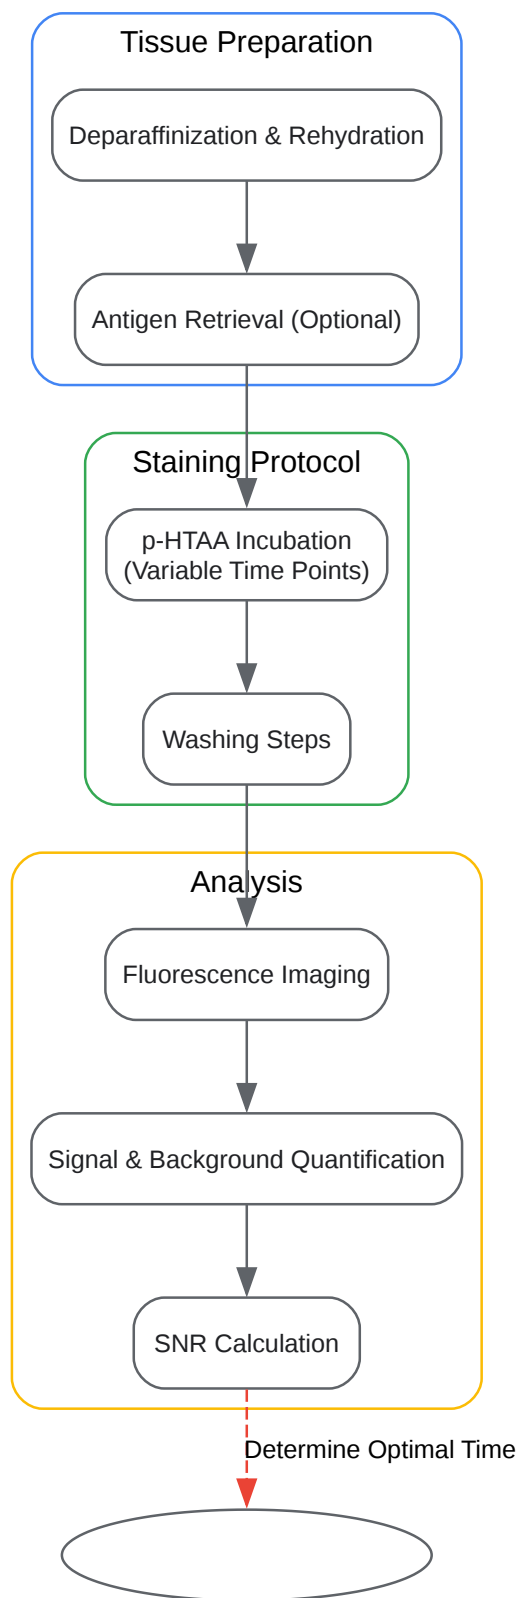 Tissue Preparation
Deparaffinization & Rehydration
Antigen Retrieval (Optional)
Staining Protocol
p-HTAA Incubation
(Variable Time Points)
Washing Steps
Analysis
Fluorescence Imaging
Signal & Background Quantification
SNR Calculation
Determine Optimal Time